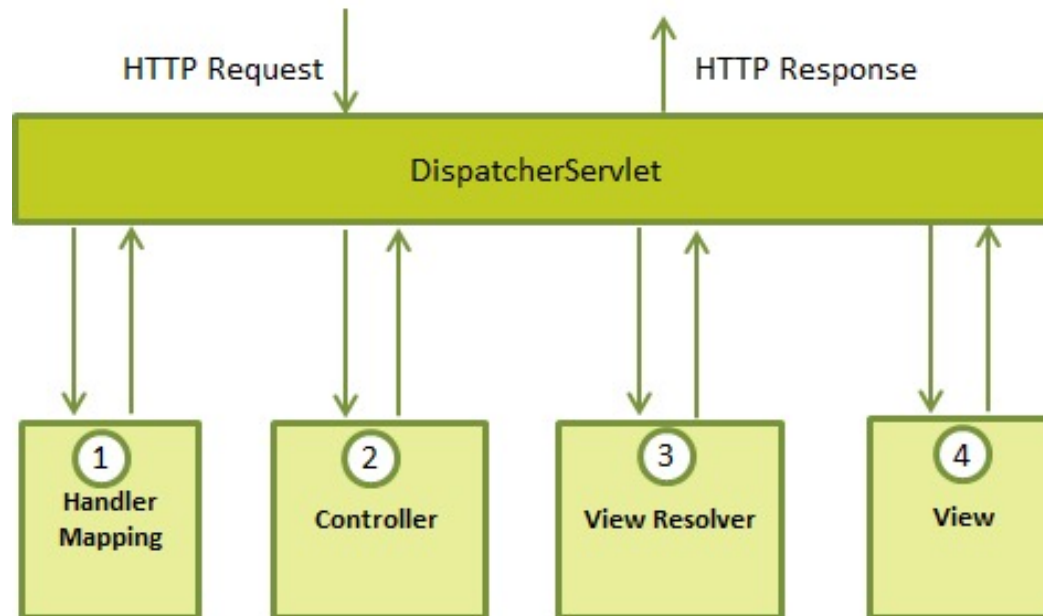 HTTP Request
HTTP Response
DispatcherServlet
1
Handler
Mapping
2
Controller
3
View Resolver
4
View